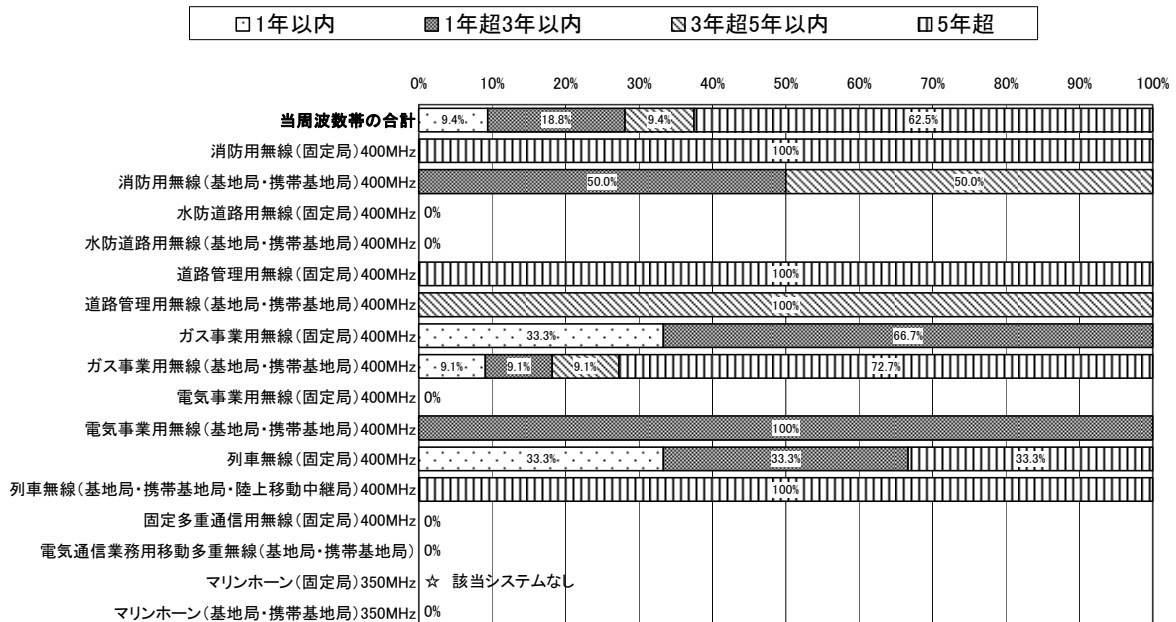 1年以内 1年超3年以内 3年超5年以内 5年超
0% 10% 20% 30% 40% 50% 60% 70% 80% 90% 100%
当周波数帯の合計 9.4% 18.8% 9.4% 62.5%
消防用無線(固定局)400MHz 100%
消防用無線(基地局・携帯基地局)400MHz 50.0% 50.0%
水防道路用無線(固定局)400MHz 0%
水防道路用無線(基地局・携帯基地局)400MHz 0%
道路管理用無線(固定局)400MHz 100%
道路管理用無線(基地局・携帯基地局)400MHz 100%
ガス事業用無線(固定局)400MHz 33.3% 66.7%
ガス事業用無線(基地局・携帯基地局)400MHz 9.1% 9.1% 9.1% 72.7%
電気事業用無線(固定局)400MHz 0%
電気事業用無線(基地局・携帯基地局)400MHz 100%
列車無線(固定局)400MHz 33.3% 33.3% 33.3%
列車無線(基地局・携帯基地局・陸上移動中継局)400MHz 100%
固定多重通信用無線(固定局)400MHz 0%
電気通信業務用移動多重無線(基地局・携帯基地局) 0%
マリンホーン(固定局)350MHz ☆ 該当システムなし
マリンホーン(基地局・携帯基地局)350MHz 0%